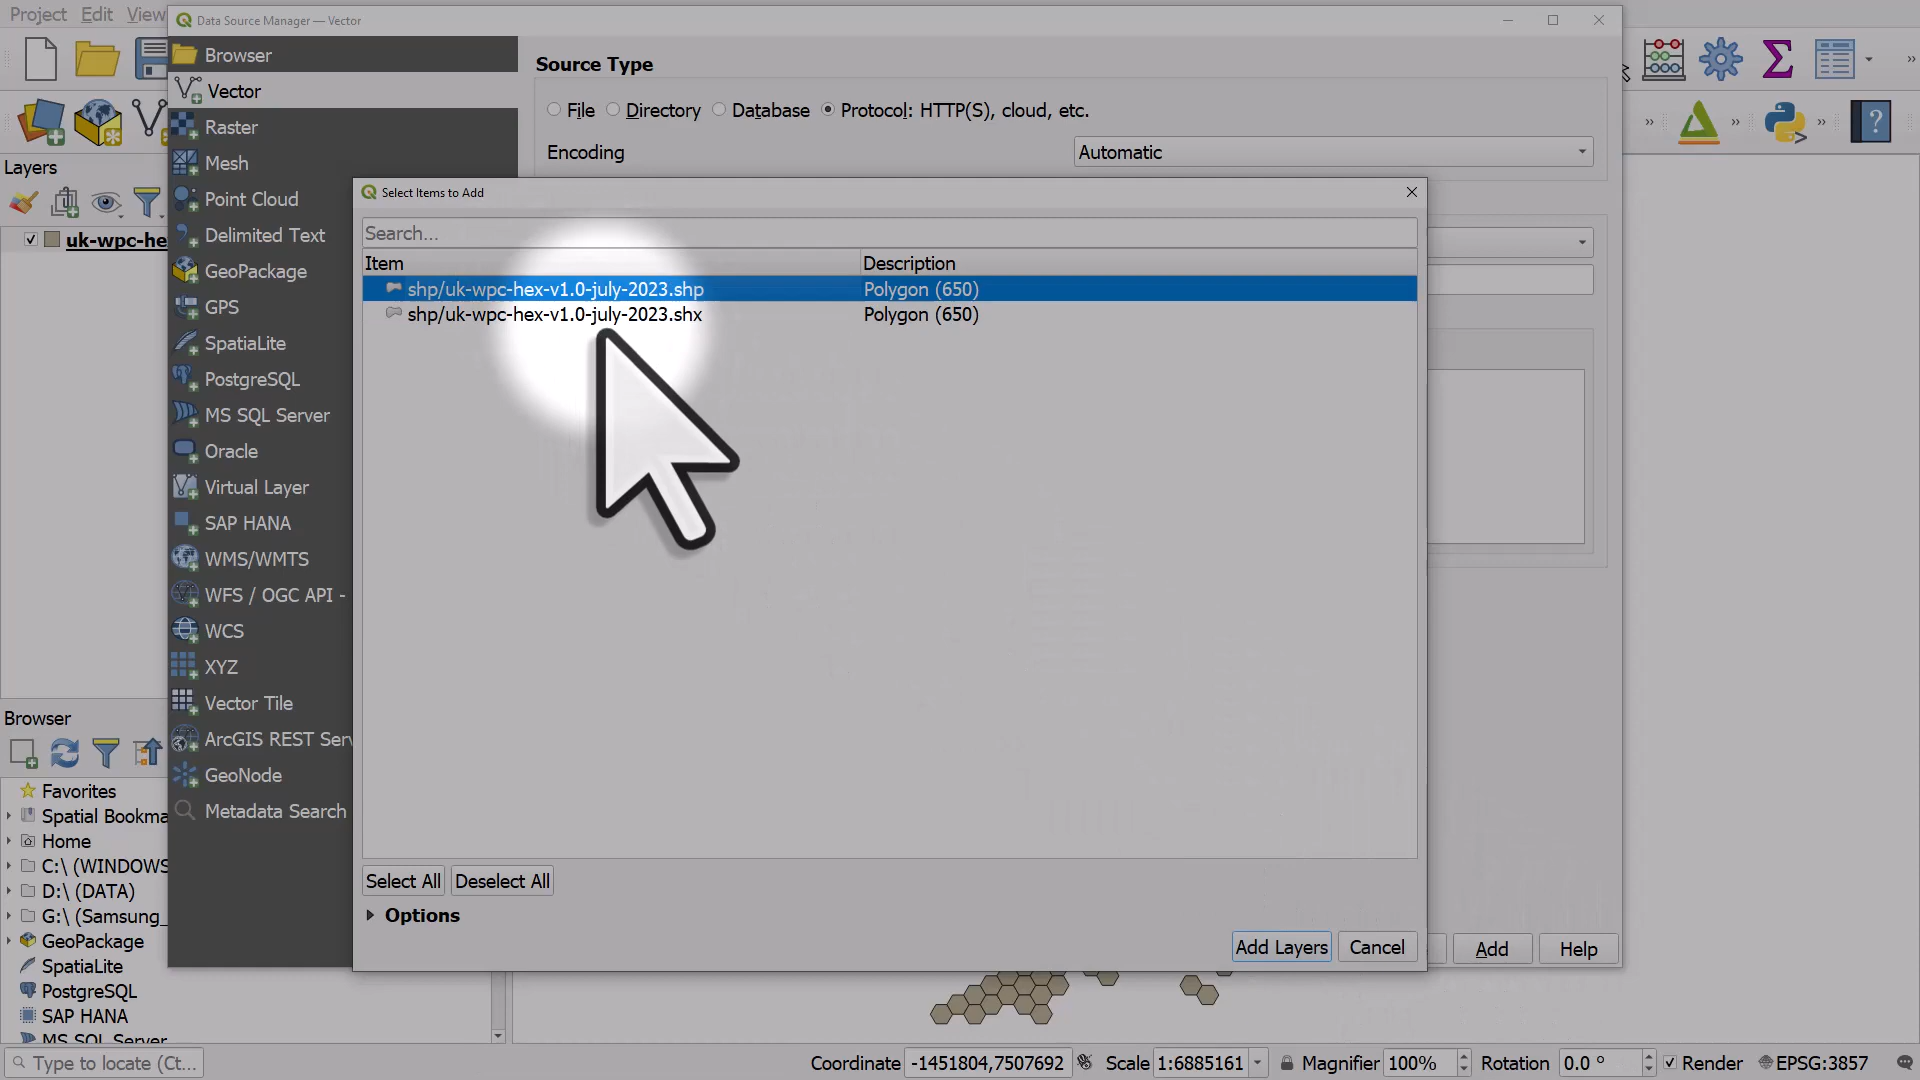 Project Edit View
Data Source Manager — Vector
Browser
Vector
Raster
Mesh
Point Cloud
Delimited Text
GeoPackage
GPS
SpatiaLite
PostgreSQL
MS SQL Server
Oracle
Virtual Layer
SAP HANA
WMS/WMTS
WFS / OGC API -
WCS
XYZ
Vector Tile
ArcGIS REST Serv
GeoNode
Metadata Search
Source Type
File Directory Database Protocol: HTTP(S), cloud, etc.
Encoding Automatic
Select Items to Add
Search...
Item Description
shp/uk-wpc-hex-v1.0-july-2023.shp Polygon (650)
shp/uk-wpc-hex-v1.0-july-2023.shx Polygon (650)
Select All Deselect All
Options
Add Layers Cancel
Add Help
Layers
uk-wpc-he
Browser
Favorites
Spatial Bookma
Home
C:\ (WINDOWS
D:\ (DATA)
G:\ (Samsung_
GeoPackage
SpatiaLite
PostgreSQL
SAP HANA
MS SQL Server
Type to locate (Ct...
Coordinate -1451804,7507692 Scale 1:6885161 Magnifier 100% Rotation 0.0 ° Render EPSG:3857